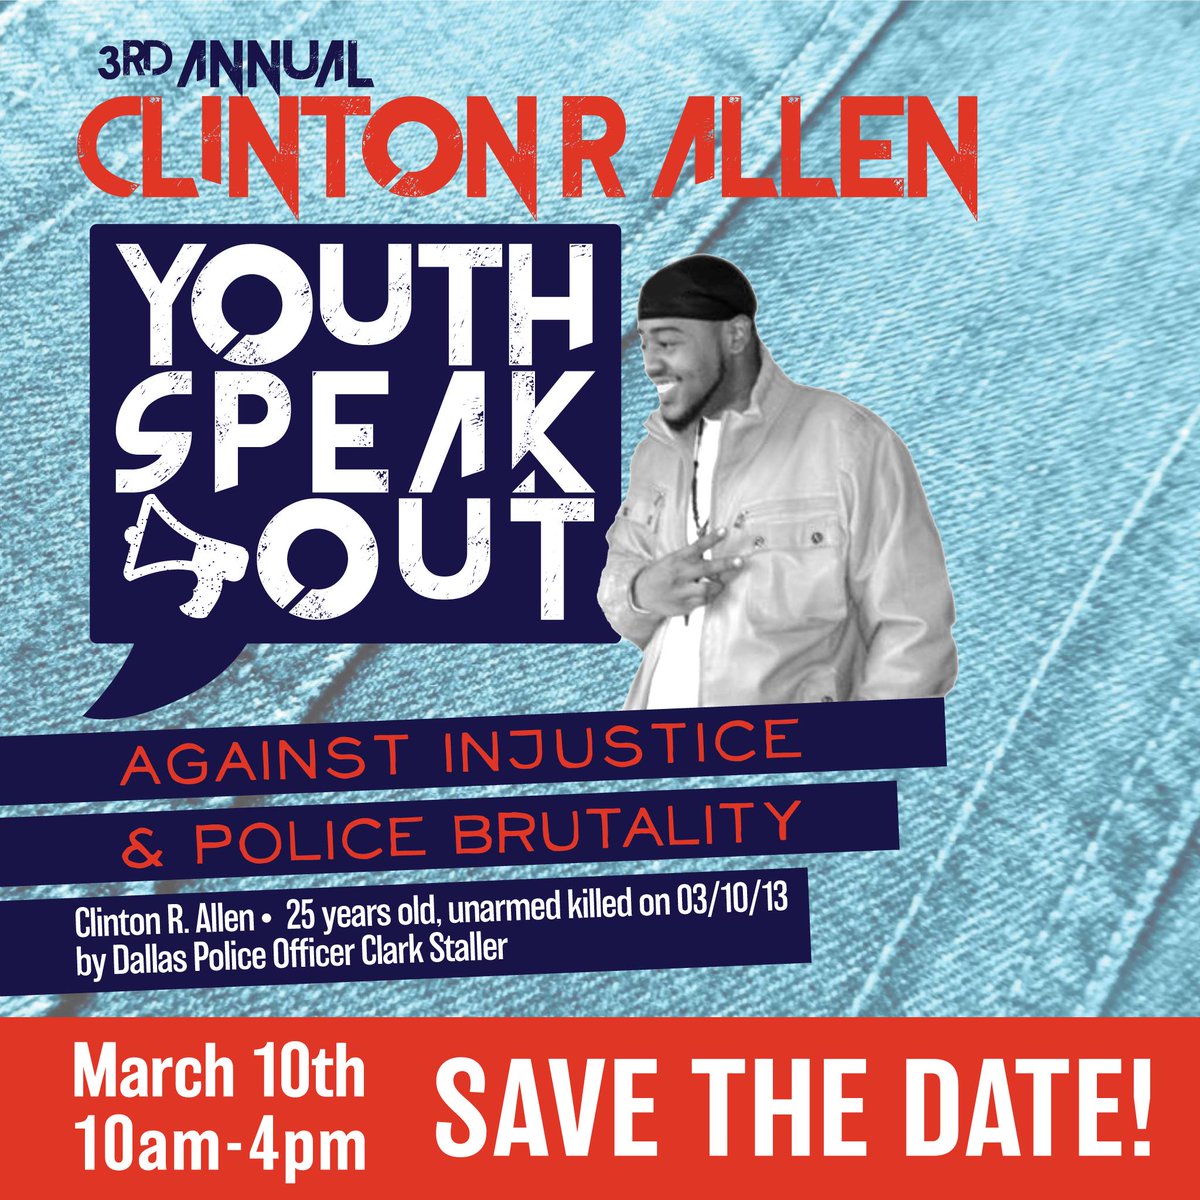 3RD ANNUAL
CLINTON R ALLEN
YOUTH
SPEAK
OUT
AGAINST INJUSTICE
& POLICE BRUTALITY
Clinton R. Allen • 25 years old, unarmed killed on 03/10/13
by Dallas Police Officer Clark Staller
March 10th
10am-4pm
SAVE THE DATE!